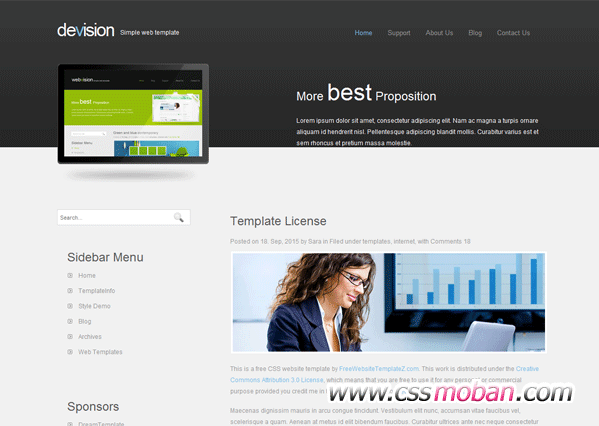 devision Simple web template
Home Support About Us Blog Contact Us
More best Proposition
Lorem ipsum dolor sit amet, consectetur adipiscing elit. Nam ac magna a turpis ornare
aliquam id hendrerit nisl. Pellentesque adipiscing blandit mollis. Curabitur varius est et
sem rhoncus et pretium massa molestie.
webvision
More best Proposition
Sidebar Menu
Search...
Sidebar Menu
Home
TemplateInfo
Style Demo
Blog
Archives
Web Templates
Sponsors
DreamTemplate
Template License
Posted on 18. Sep, 2015 by Sara in Filed under templates, internet, with Comments 18
This is a free CSS website template by FreeWebsiteTemplateZ.com. This work is distributed under the Creative
Commons Attribution 3.0 License, which means that you are free to use it for any personal or commercial
purpose provided you credit me in
www.cssmoban.com
Maecenas dignissim mauris in arcu congue tincidunt. Vestibulum elit nunc, accumsan vitae faucibus vel,
scelerisque a quam. Aenean at metus id elit bibendum faucibus. Curabitur ultrices ante nec neque consectetur